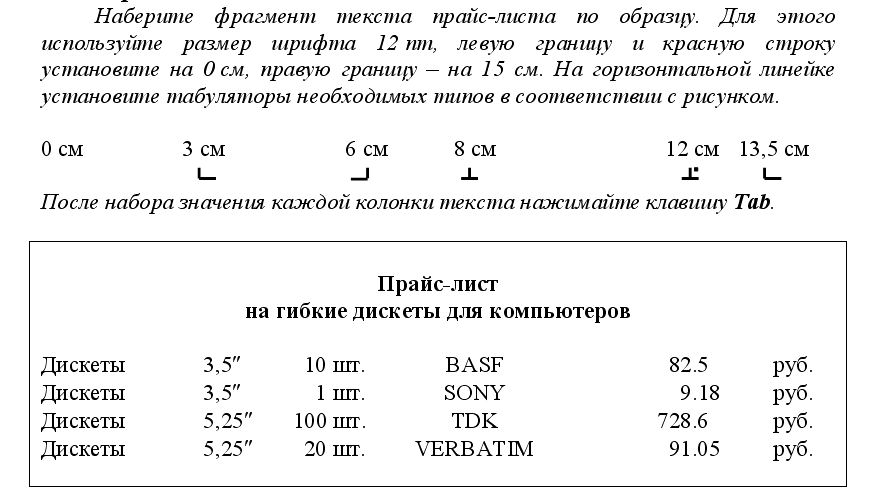 Наберите фрагмент текста прайс-листа по образцу. Для этого
используйте размер шрифта 12 пт, левую границу и красную строку
установите на 0 см, правую границу – на 15 см. На горизонтальной линейке
установите табуляторы необходимых типов в соответствии с рисунком.
0 см 3 см 6 см 8 см 12 см 13,5 см
После набора значения каждой колонки текста нажимайте клавишу Tab.
Прайс-лист
на гибкие дискеты для компьютеров
Дискеты 3,5″ 10 шт. BASF 82.5 руб.
Дискеты 3,5″ 1 шт. SONY 9.18 руб.
Дискеты 5,25″ 100 шт. TDK 728.6 руб.
Дискеты 5,25″ 20 шт. VERBATIM 91.05 руб.